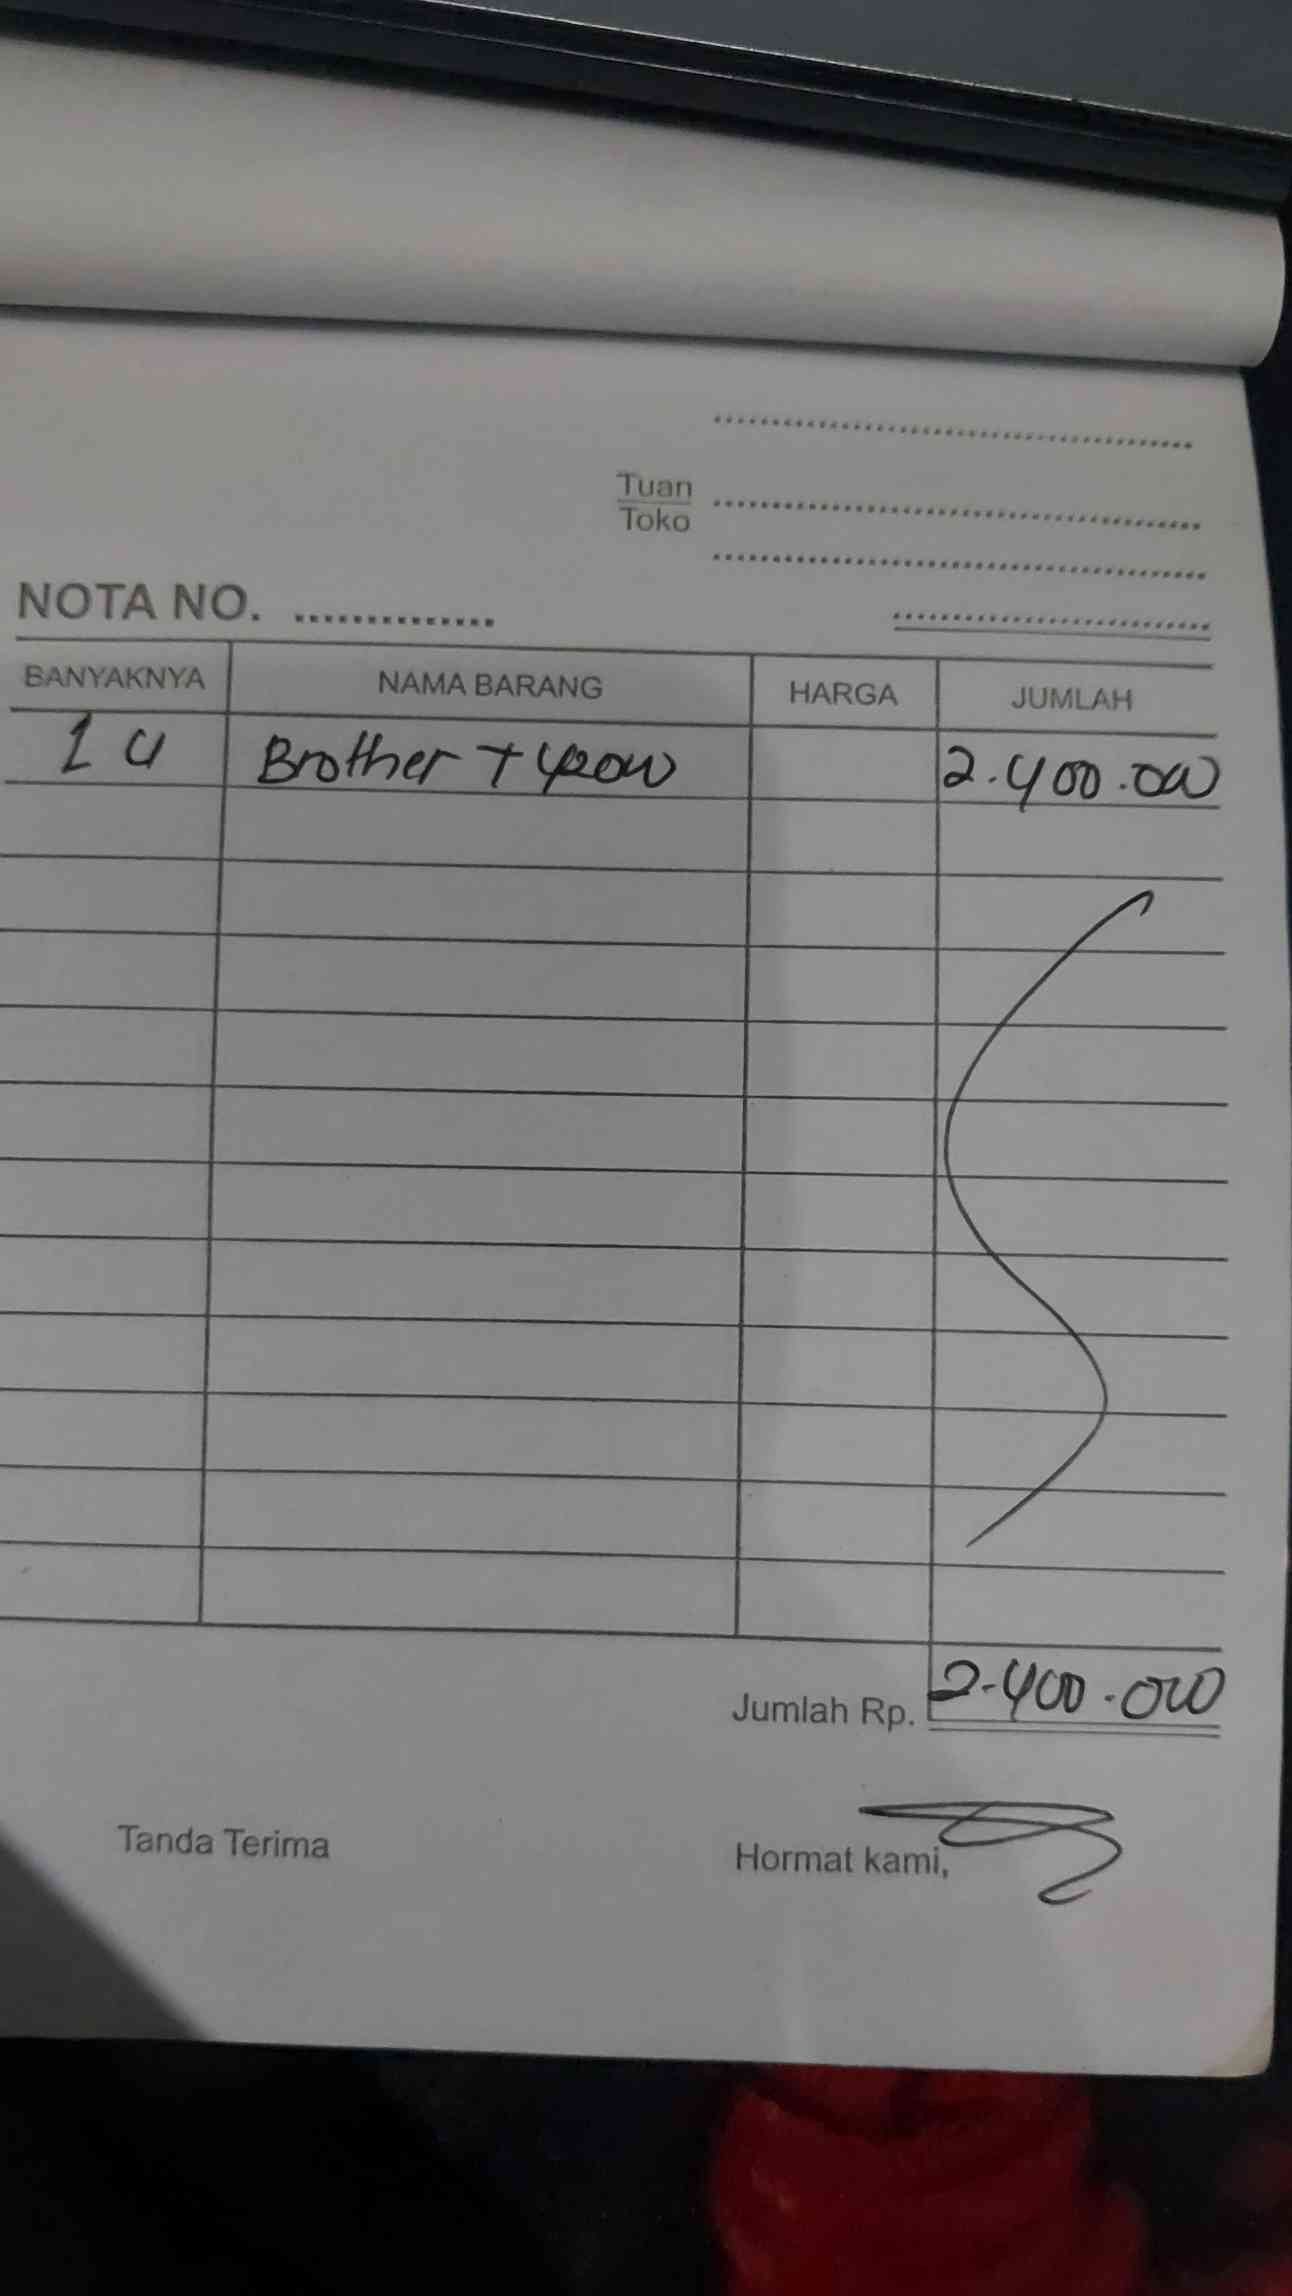 Tuan
Toko
NOTA NO. ..............
BANYAKNYA NAMA BARANG HARGA JUMLAH
1 U Brother T420W 2.400.000
Jumlah Rp. 2.400.000
Tanda Terima Hormat kami,